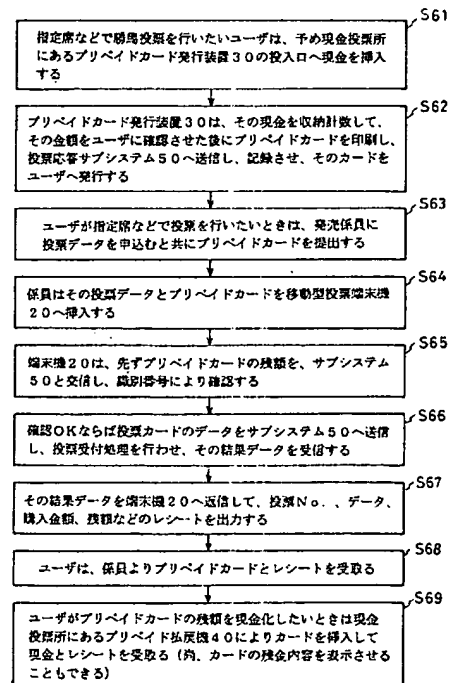 S61
指定席などで勝馬投票を行いたいユーザは、予め現金投票所
にあるプリペイドカード発行装置30の投入口へ現金を挿入
する
S62
プリペイドカード発行装置30は、その現金を収納計数して、
その金額をユーザに確認させた後にプリペイドカードを印刷し、
投票応答サブシステム50へ送信し、記録させ、そのカードを
ユーザへ発行する
S63
ユーザが指定席などで投票を行いたいときは、発売係員に
投票データを申込むと共にプリペイドカードを提出する
S64
係員はその投票データとプリペイドカードを移動型投票端末機
20へ挿入する
S65
端末機20は、先ずプリペイドカードの残額を、サブシステム
50と交信し、識別番号により確認する
S66
確認OKならば投票カードのデータをサブシステム50へ送信
し、投票受付処理を行わせ、その結果データを受信する
S67
その結果データを端末機20へ返信して、投票No.、データ、
購入金額、残額などのレシートを出力する
S68
ユーザは、係員よりプリペイドカードとレシートを受取る
S69
ユーザがプリペイドカードの残額を現金化したいときは現金
投票所にあるプリペイド払戻機40によりカードを挿入して
現金とレシートを受取る(尚、カードの残金内容を表示させる
こともできる)